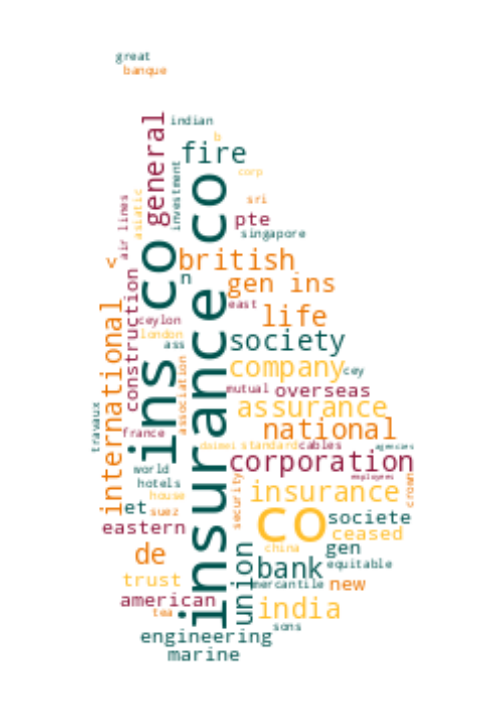 great
banque
general
indian
b
fire
corp
investment
asiatic
air lines
sri
pte
singapore
insurance co
ins co
british
<
n
gen ins
construction
east
international
ceylon
life
london
ass
society
association
company
cey
mutual
overseas
assurance
travaux
france
national
daimei
standard
cables
agencies
corporation
world
employees
hotels
insurance
crown
house
security
et
suez
co
societe
eastern
ceased
china
gen
de
union
bank
equitable
trust
mercantile
new
american
tea
india
sons
engineering
marine